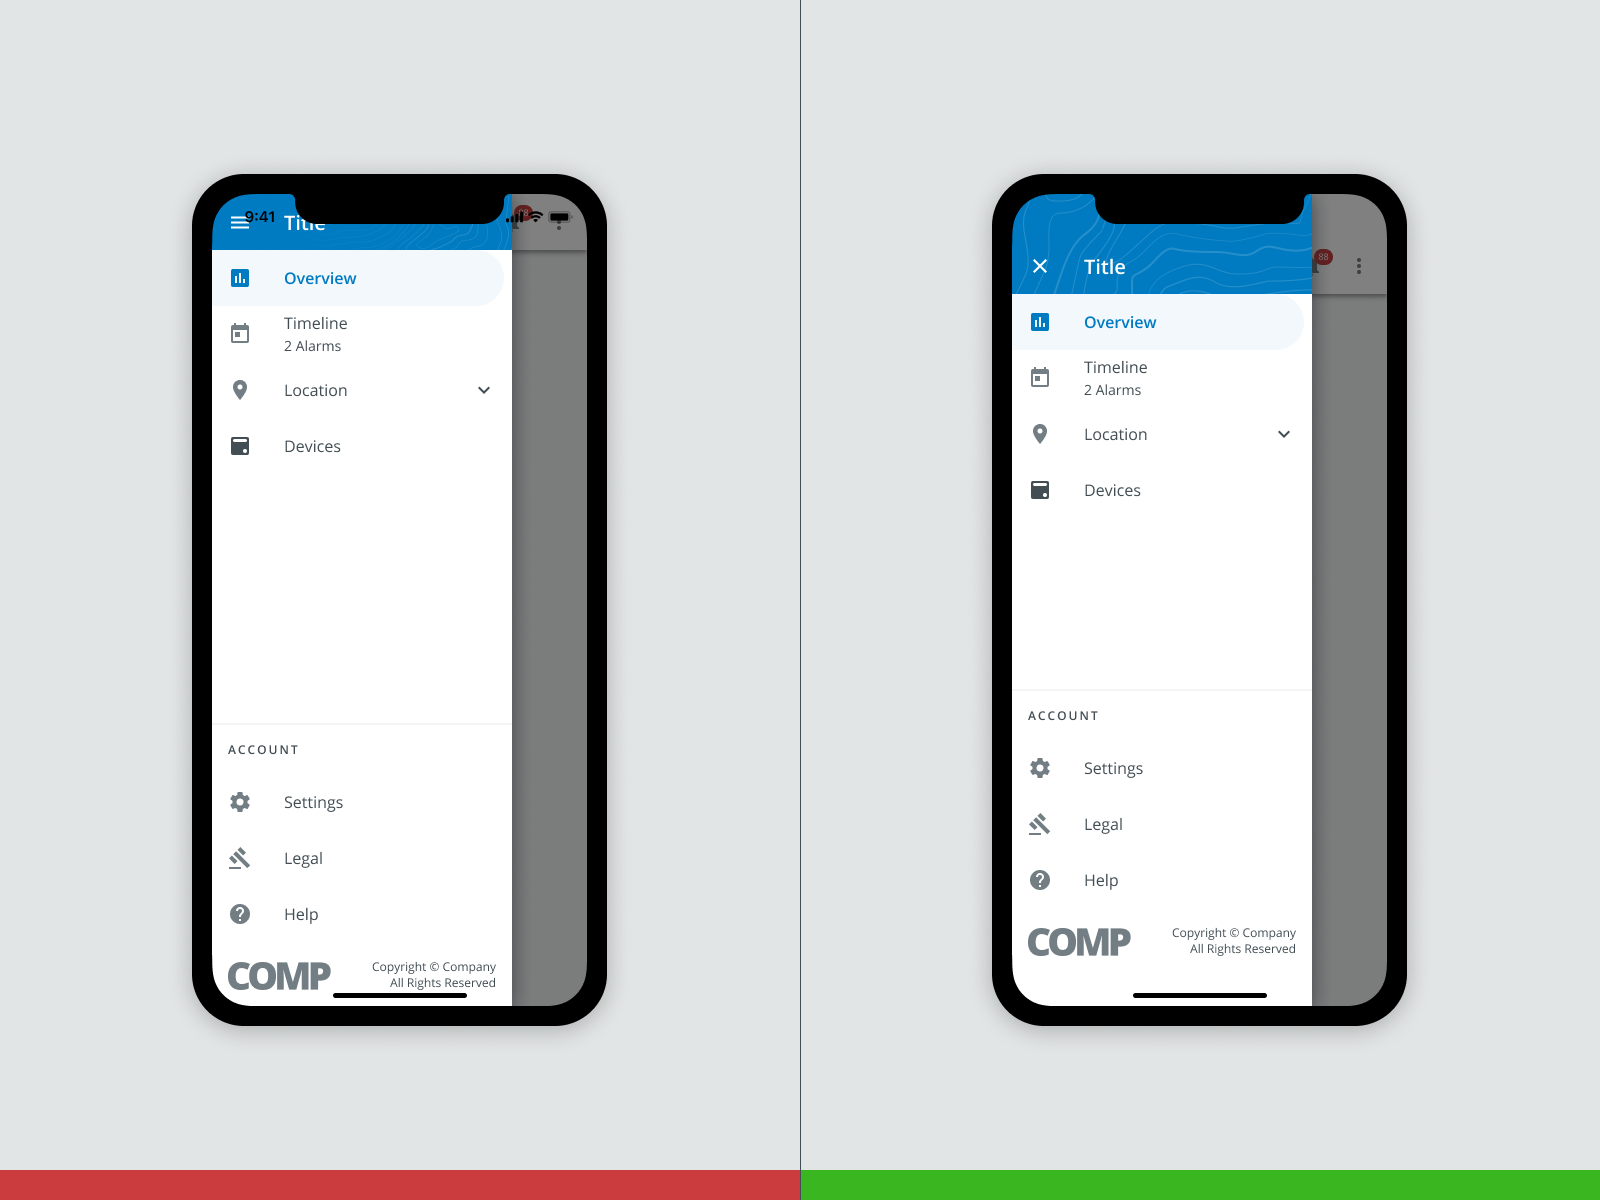 9:41
Title
88
Overview
Timeline
2 Alarms
Location
Devices
ACCOUNT
Settings
Legal
Help
COMP
Copyright © Company
All Rights Reserved
Title
88
Overview
Timeline
2 Alarms
Location
Devices
ACCOUNT
Settings
Legal
Help
COMP
Copyright © Company
All Rights Reserved